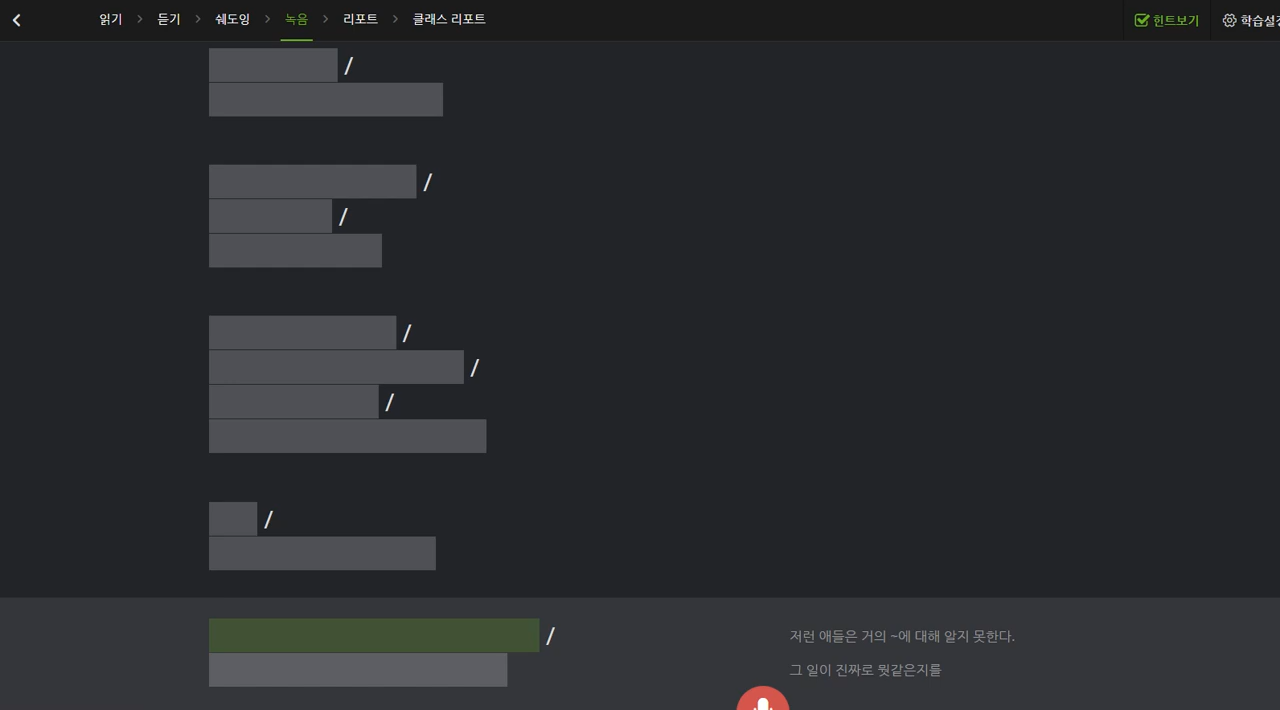 읽기 > 듣기 > 쉐도잉 > 녹음 > 리포트 > 클래스 리포트
힌트보기
학습설정
/
/
/
/
/
/
/
/
저런 애들은 거의 ~에 대해 알지 못한다.
그 일이 진짜로 뭣같은지를